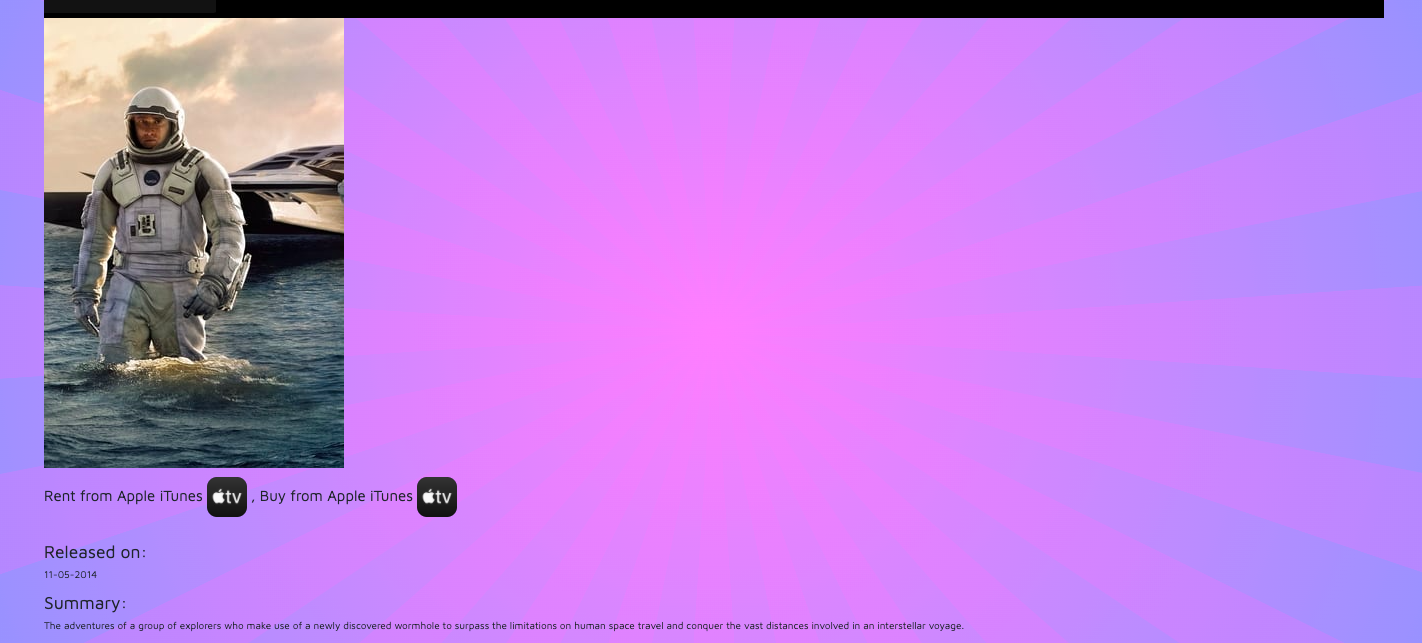 Rent from Apple iTunes tv , Buy from Apple iTunes tv
Released on:
11-05-2014
Summary:
The adventures of a group of explorers who make use of a newly discovered wormhole to surpass the limitations on human space travel and conquer the vast distances involved in an interstellar voyage.